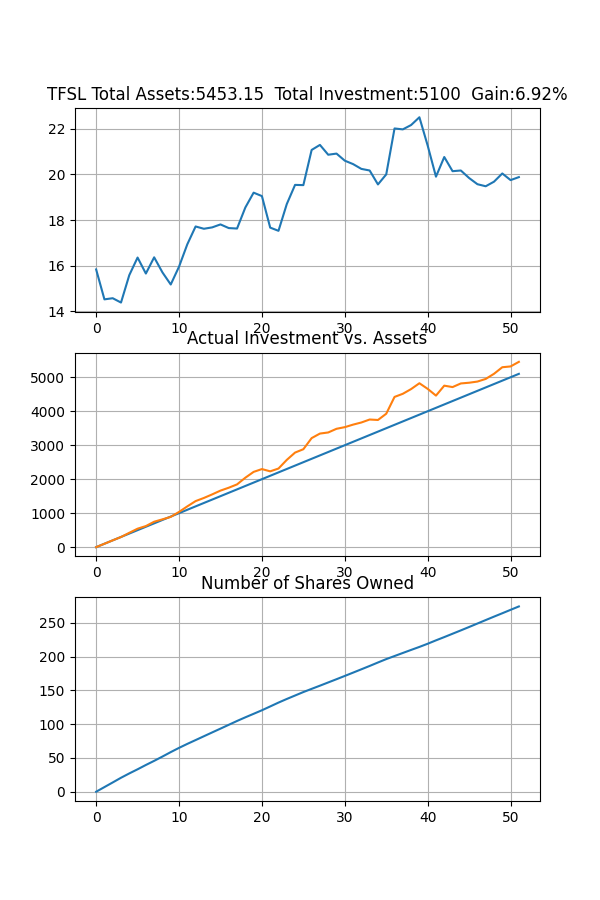 TFSL Total Assets:5453.15  Total Investment:5100  Gain:6.92%
22
20
18
16
14
0 10 20 30 40 50
Actual Investment vs. Assets
5000
4000
3000
2000
1000
0
0 10 20 30 40 50
Number of Shares Owned
250
200
150
100
50
0
0 10 20 30 40 50